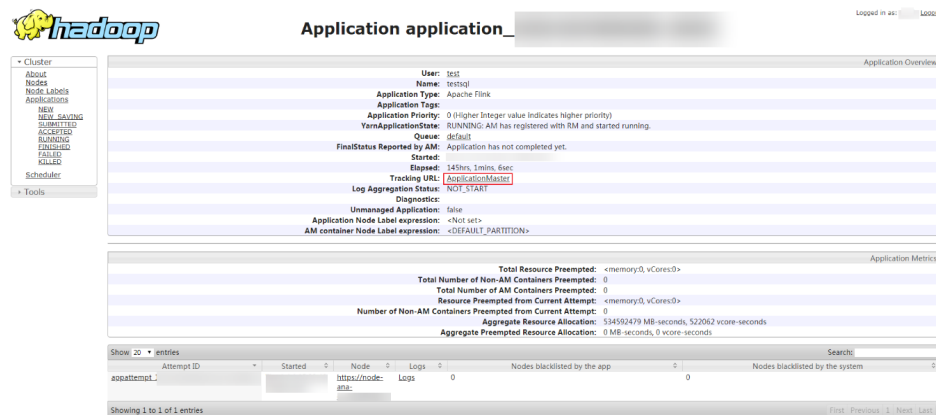 Logged in as:
Logo
hadoop
Application application_
Cluster
About
Nodes
Node Labels
Applications
NEW
NEW_SAVING
SUBMITTED
ACCEPTED
RUNNING
FINISHED
FAILED
KILLED
Scheduler
Tools
Application Overview
User: test
Name: testsql
Application Type: Apache Flink
Application Tags:
Application Priority: 0 (Higher Integer value indicates higher priority)
YarnApplicationState: RUNNING: AM has registered with RM and started running.
Queue: default
FinalStatus Reported by AM: Application has not completed yet.
Started:
Elapsed: 145hrs, 1mins, 6sec
Tracking URL: ApplicationMaster
Log Aggregation Status: NOT_START
Diagnostics:
Unmanaged Application: false
Application Node Label expression: <Not set>
AM container Node Label expression: <DEFAULT_PARTITION>
Application Metrics
Total Resource Preempted: <memory:0, vCores:0>
Total Number of Non-AM Containers Preempted: 0
Total Number of AM Containers Preempted: 0
Resource Preempted from Current Attempt: <memory:0, vCores:0>
Number of Non-AM Containers Preempted from Current Attempt: 0
Aggregate Resource Allocation: 534592479 MB-seconds, 522062 vcore-seconds
Aggregate Preempted Resource Allocation: 0 MB-seconds, 0 vcore-seconds
Show 20 entries Search:
Attempt ID Started Node Logs Nodes blacklisted by the app Nodes blacklisted by the system
appattempt_ https://node- Logs 0 0
ana-
Showing 1 to 1 of 1 entries First Previous 1 Next Last